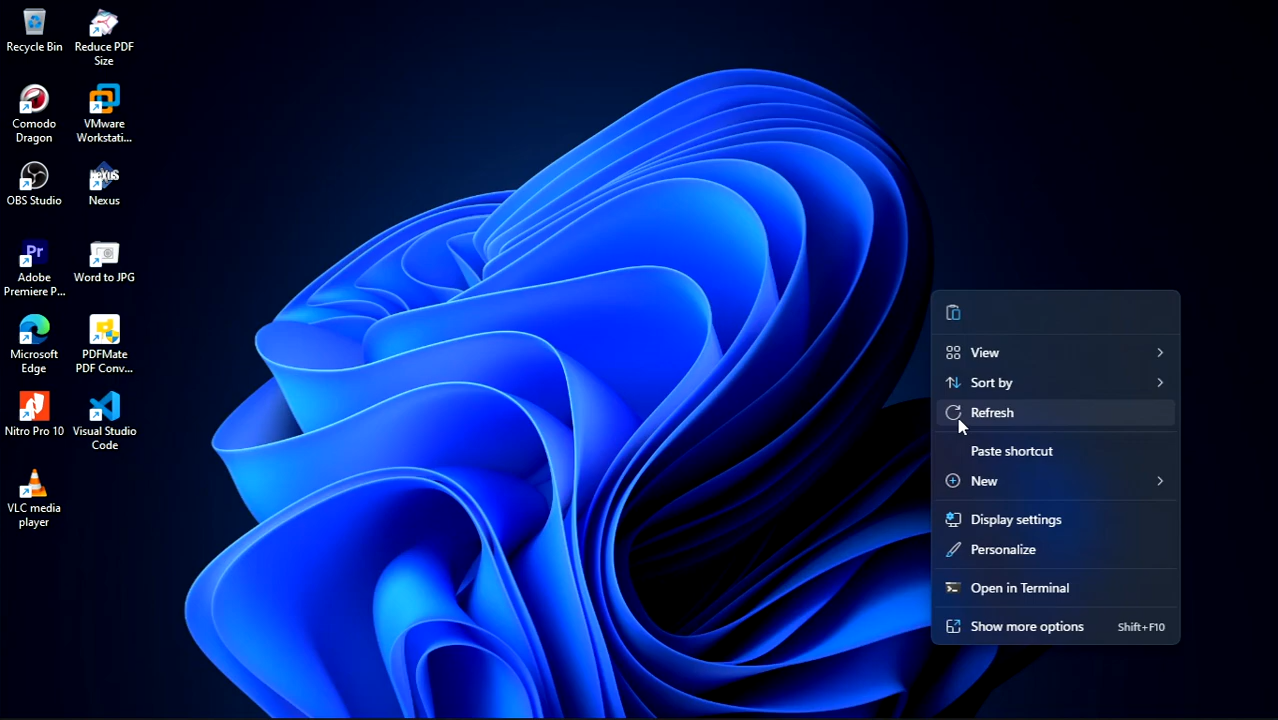 Recycle Bin
Reduce PDF
Size
Comodo
Dragon
VMware
Workstati...
OBS Studio
NEXUS
Nexus
Pr
Adobe
Premiere P...
Word to JPG
Microsoft
Edge
PDFMate
PDF Conv...
Nitro Pro 10
Visual Studio
Code
VLC media
player
View
Sort by
Refresh
Paste shortcut
New
Display settings
Personalize
Open in Terminal
Show more options Shift+F10